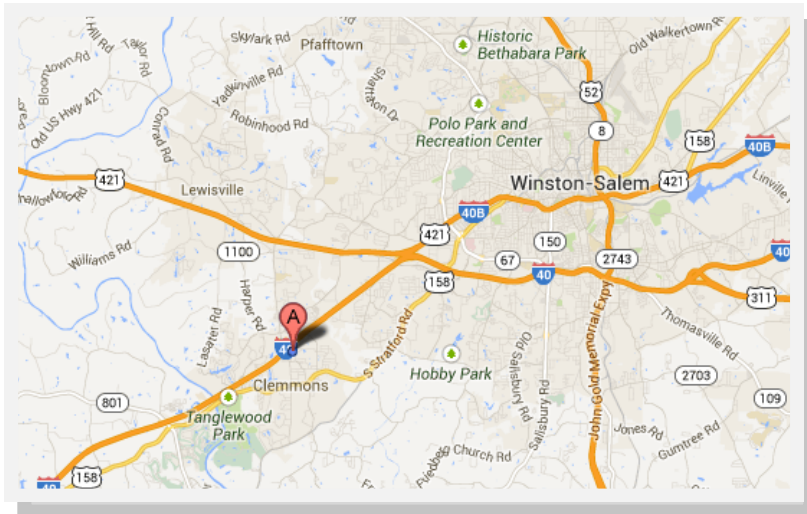 Hill Rd
Taylor Rd
Skylark Rd
Pfafftown
Historic
Bethabara Park
Old Walkertown Rd
Bloomtown Rd
Yadkinville Rd
Shattalon Dr
52
Old US Hwy 421
Conrad Rd
Robinhood Rd
Polo Park and
Recreation Center
8
158
40B
421
Lewisville
Winston-Salem
421
40B
421
Williams Rd
1100
67
150
2743
40
40
158
311
Harper Rd
Lasater Rd
A
S Stratford Rd
Thomasville Rd
Clemmons
Hobby Park
Old
Salisbury Rd
Salisbury Rd
John Gold Memorial Expy
2703
109
801
Tanglewood
Park
Jones Rd
Gumtree Rd
Friedberg Church Rd
158
40